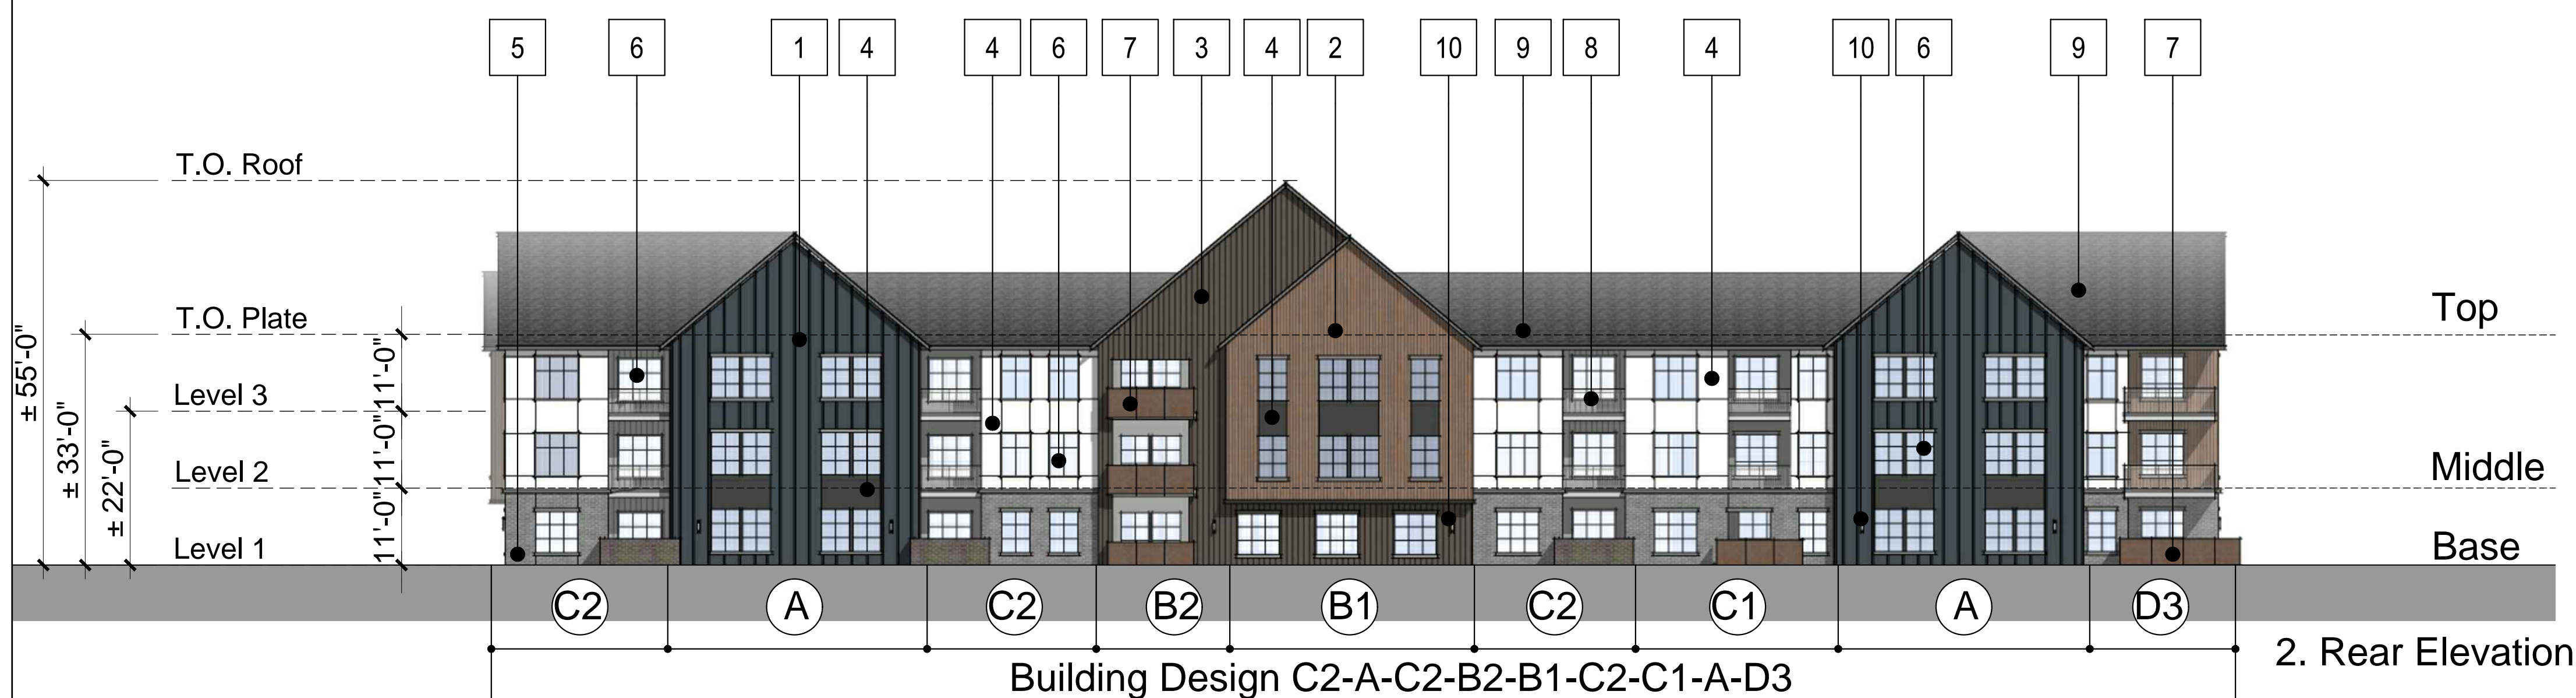 5 6 1 4 4 6 7 3 4 2 10 9 8 4 10 6 9 7
T.O. Roof
T.O. Plate
Top
Level 3
Level 2
Middle
Level 1
Base
± 55'-0"
± 33'-0"
± 22'-0"
11'-0"
11'-0"
11'-0"
C2 A C2 B2 B1 C2 C1 A D3
2. Rear Elevation
Building Design C2-A-C2-B2-B1-C2-C1-A-D3